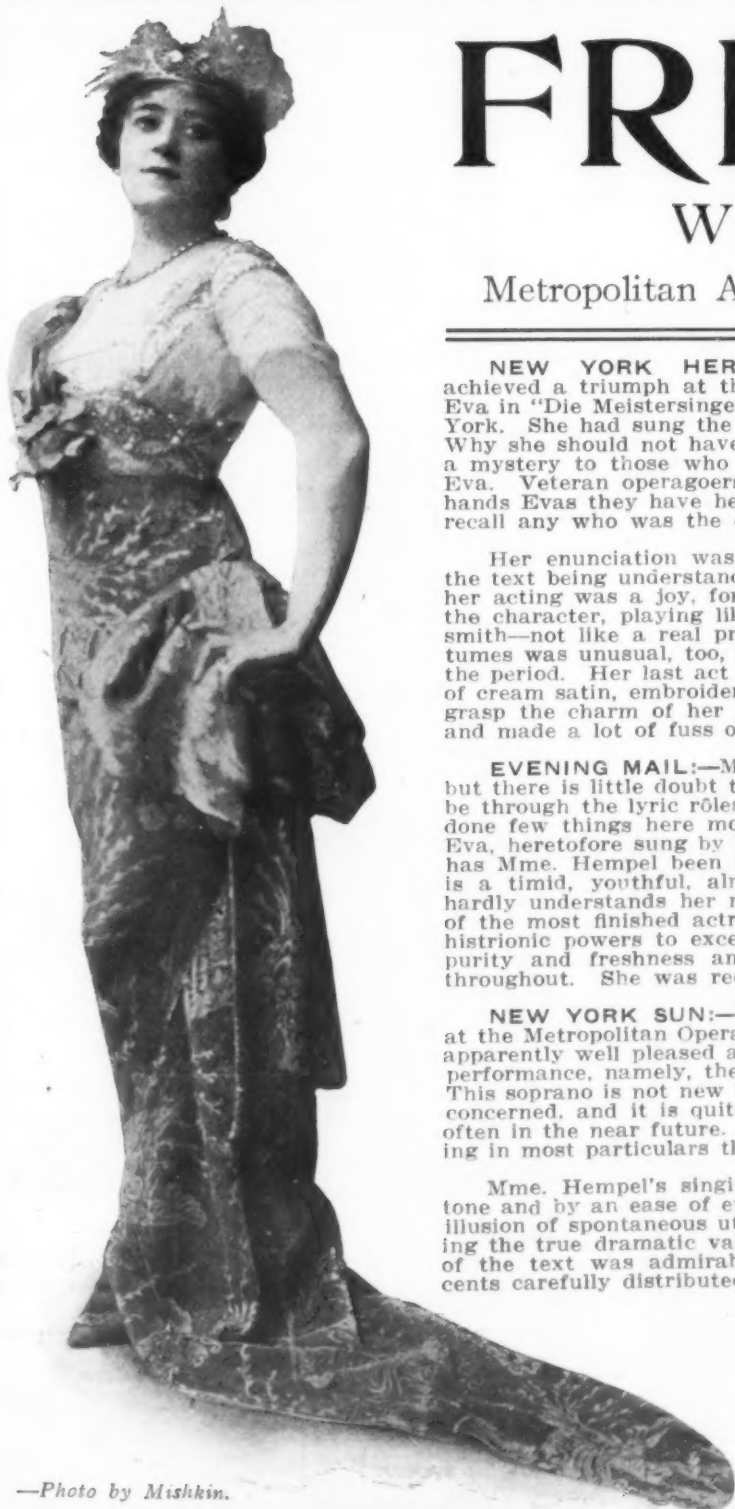 FRI
W
Metropolitan A
NEW YORK HER
achieved a triumph at th
Eva in "Die Meistersinge
York. She had sung the
Why she should not have
a mystery to those who
Eva. Veteran operagoers
hands Evas they have he
recall any who was the
Her enunciation was
the text being understand
her acting was a joy, for
the character, playing lik
smith—not like a real pr
tumes was unusual, too,
the period. Her last act
of cream satin, embroider
grasp the charm of her
and made a lot of fuss o
EVENING MAIL:—M
but there is little doubt t
be through the lyric rôles
done few things here mo
Eva, heretofore sung by
has Mme. Hempel been
is a timid, youthful, alm
hardly understands her n
of the most finished actr
histrionic powers to exce
purity and freshness an
throughout. She was rec
NEW YORK SUN:—
at the Metropolitan Opera
apparently well pleased a
performance, namely, the
This soprano is not new
concerned, and it is quit
often in the near future.
ing in most particulars th
Mme. Hempel's singi
tone and by an ease of e
illusion of spontaneous ut
ing the true dramatic va
of the text was admirab
cents carefully distributed
—Photo by Mishkin.